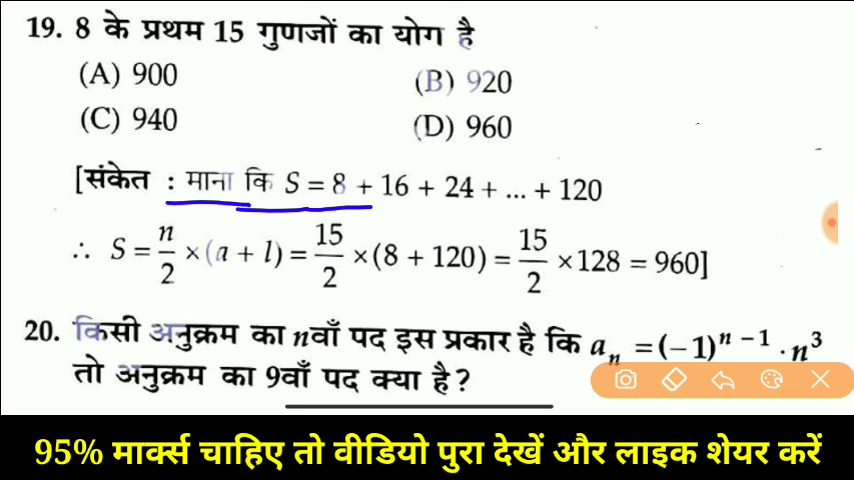 19. 8 के प्रथम 15 गुणजों का योग है
(A) 900 (B) 920
(C) 940 (D) 960
[संकेत : माना कि S = 8 + 16 + 24 + ... + 120
∴ S = n/2 × (a + l) = 15/2 × (8 + 120) = 15/2 × 128 = 960]
20. किसी अनुक्रम का nवाँ पद इस प्रकार है कि aₙ = (–1)ⁿ ⁻ ¹ · n³
तो अनुक्रम का 9वाँ पद क्या है?
95% मार्क्स चाहिए तो वीडियो पुरा देखें और लाइक शेयर करें